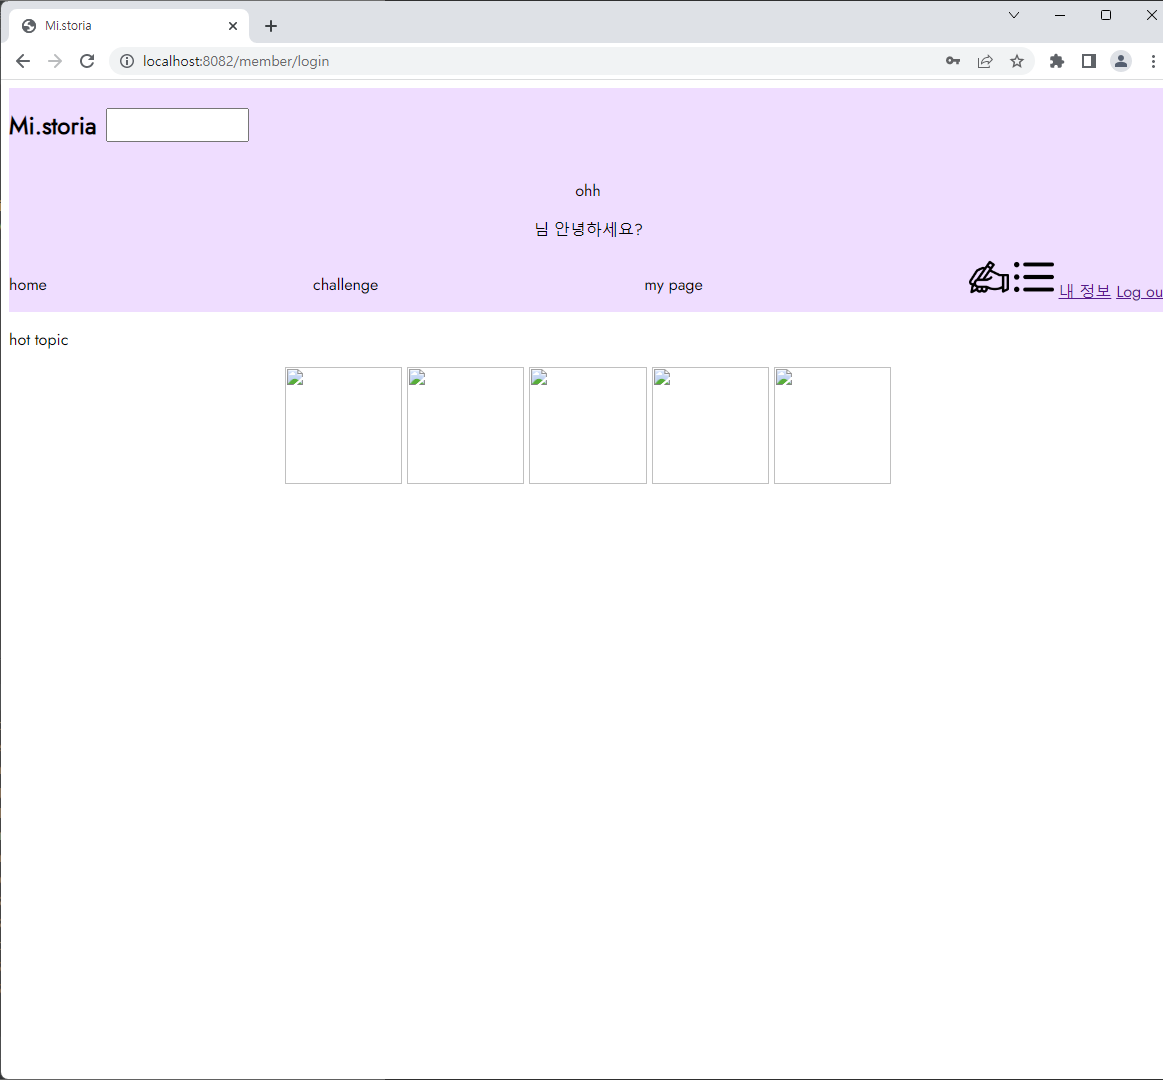 Mi.storia
localhost:8082/member/login
Mi.storia
ohh
님 안녕하세요?
home challenge my page 내 정보 Log ou
hot topic